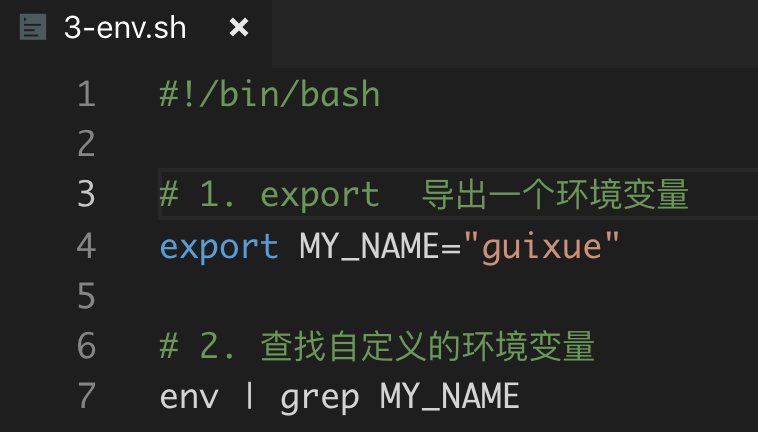 3-env.sh ×
1 #!/bin/bash
2
3 # 1. export  导出一个环境变量
4 export MY_NAME="guixue"
5
6 # 2. 查找自定义的环境变量
7 env | grep MY_NAME